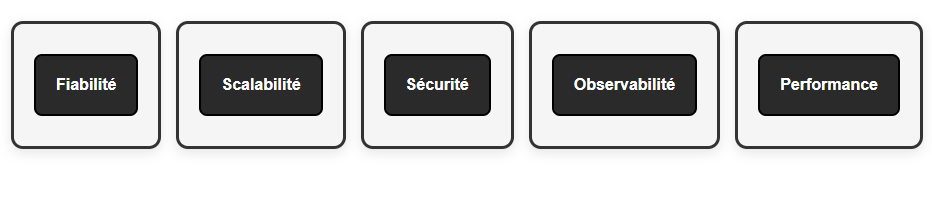 Fiabilité
Scalabilité
Sécurité
Observabilité
Performance